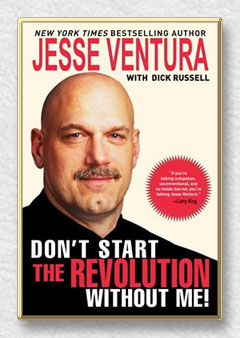 NEW YORK TIMES BESTSELLING AUTHOR
JESSE VENTURA
WITH DICK RUSSELL
"If you're
talking outspoken,
unconventional, and
no-holds-barred, you're
talking Jesse Ventura."
—Larry King
DON'T START
THE REVOLUTION
WITHOUT ME!